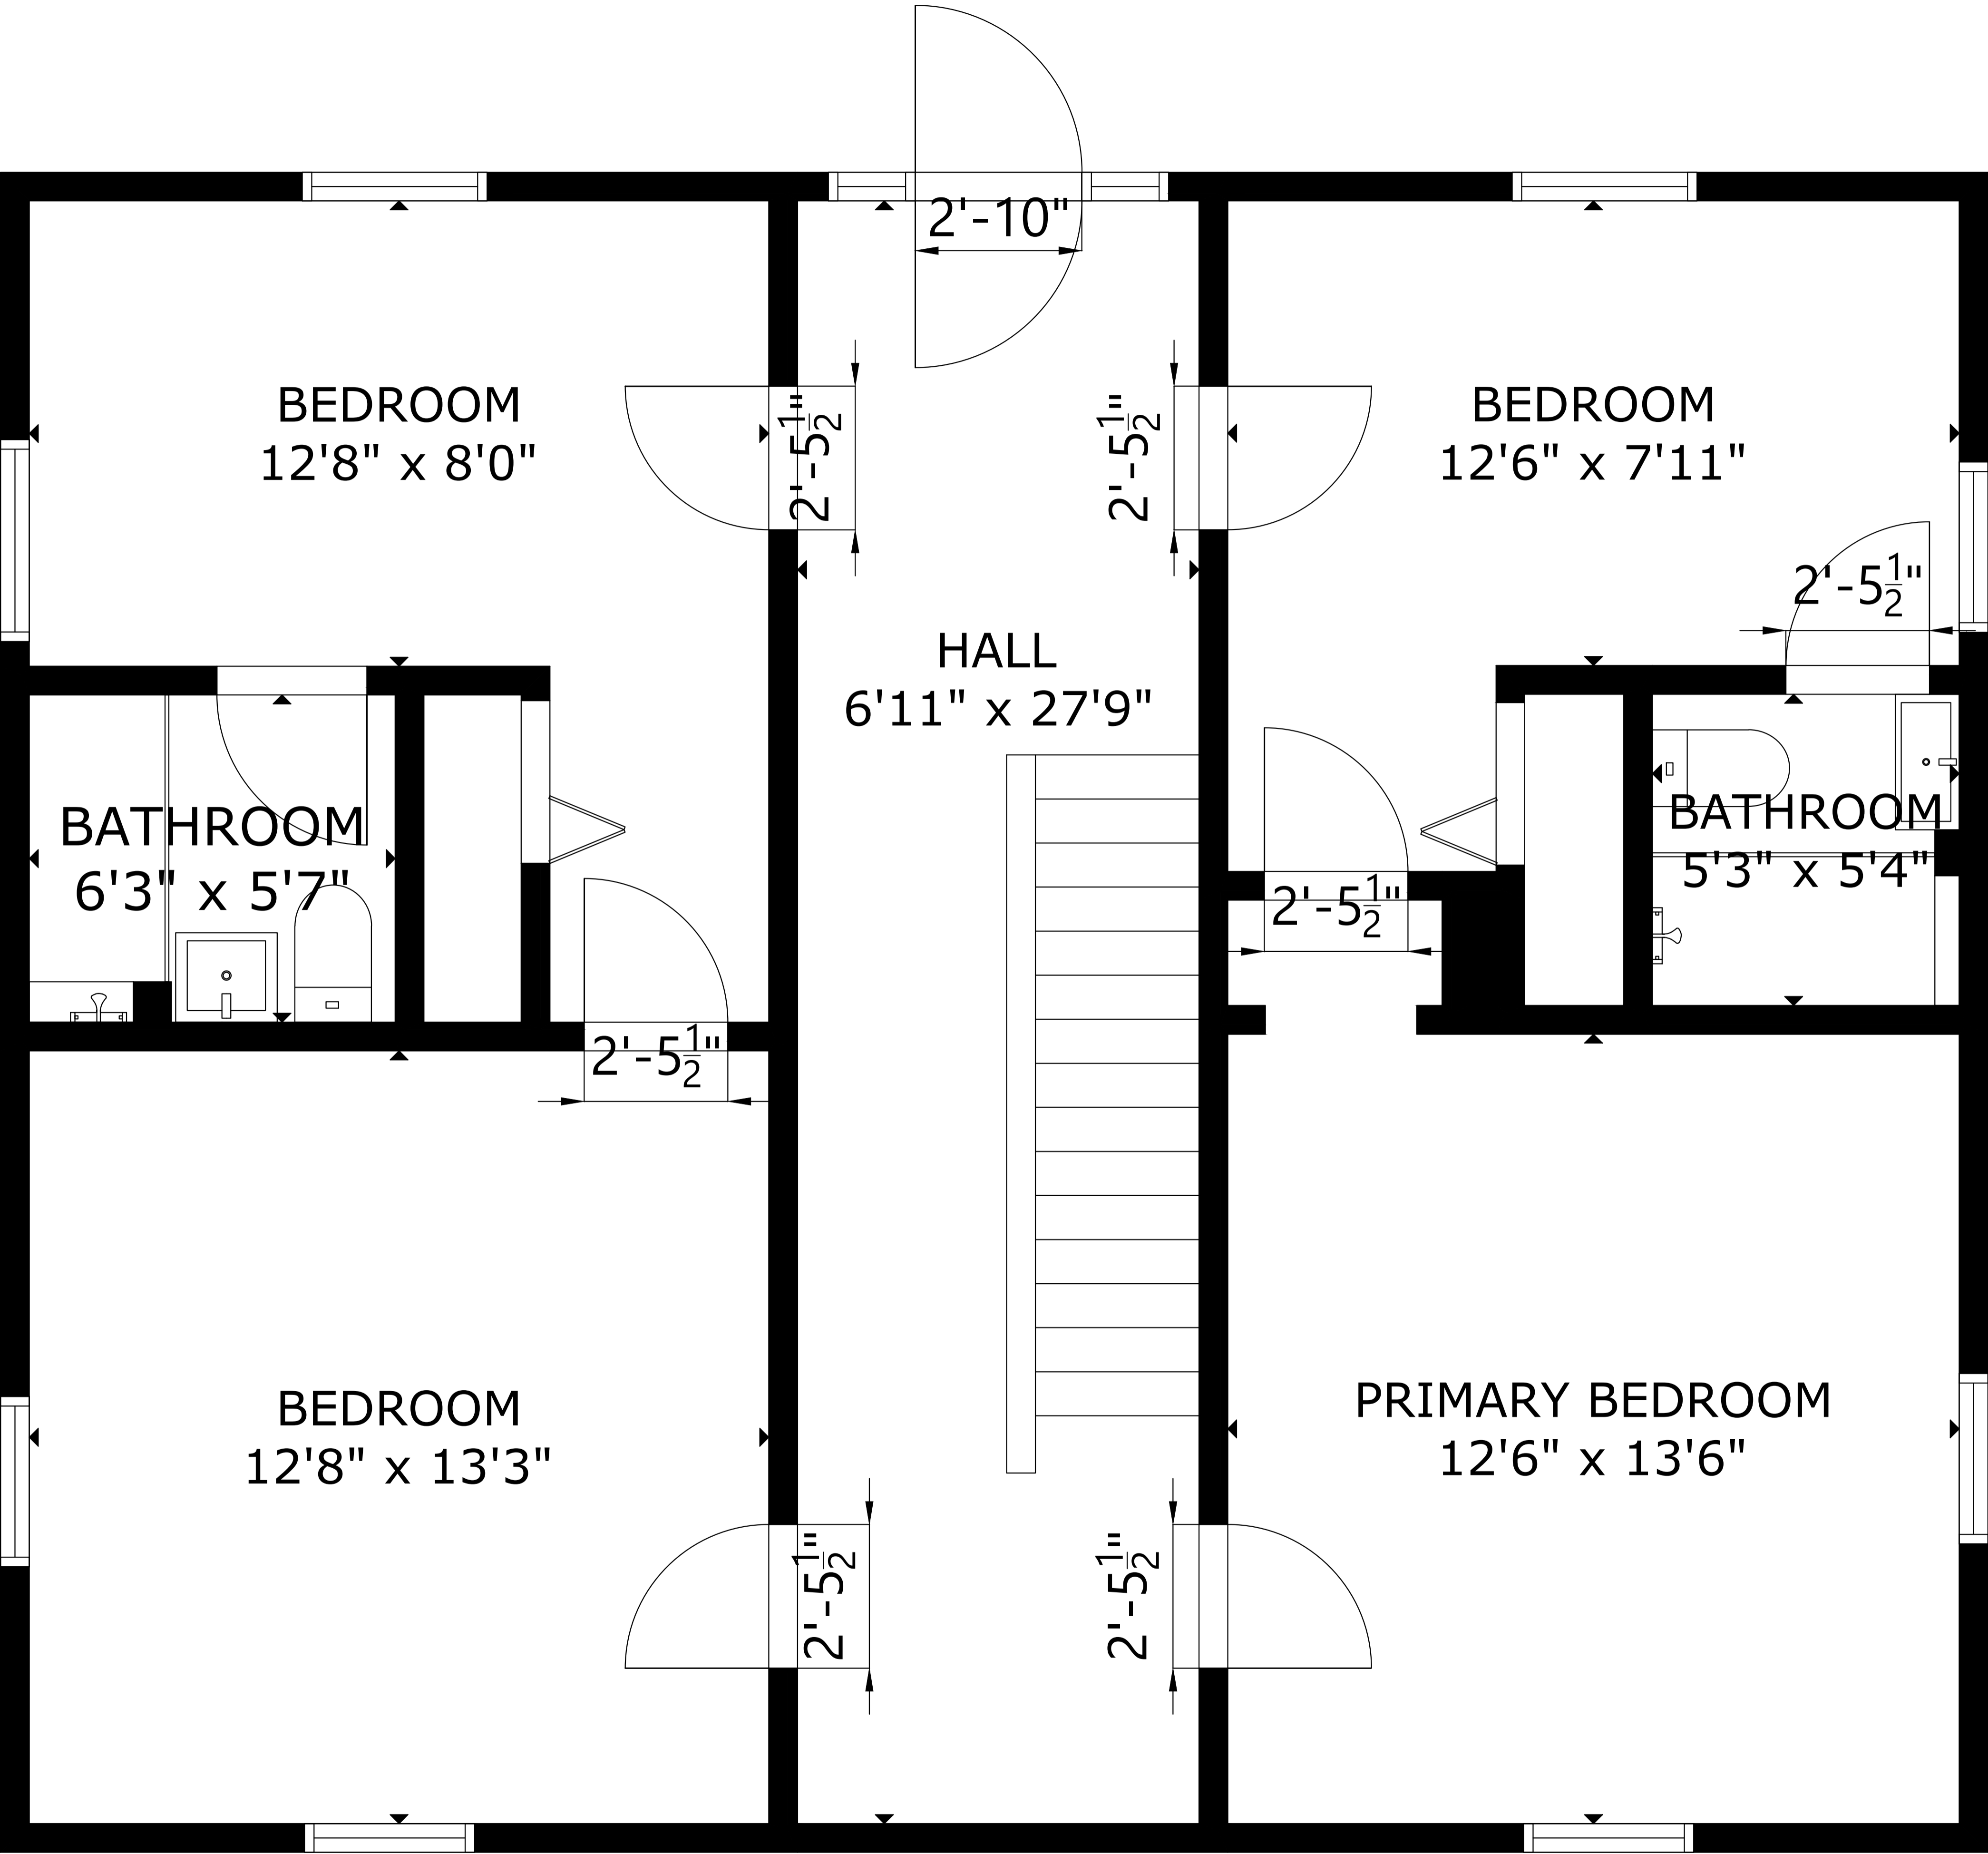 2'-10"
2'-5½"
2'-5½"
BEDROOM
12'8" x 8'0"
BEDROOM
12'6" x 7'11"
2'-5½"
HALL
6'11" x 27'9"
BATHROOM
6'3" x 5'7"
BATHROOM
5'3" x 5'4"
2'-5½"
2'-5½"
BEDROOM
12'8" x 13'3"
PRIMARY BEDROOM
12'6" x 13'6"
2'-5½"
2'-5½"